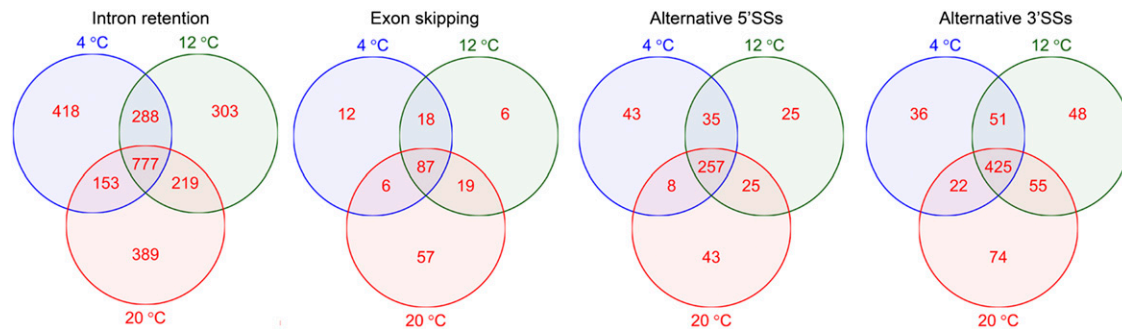 Intron retention Exon skipping Alternative 5'SSs Alternative 3'SSs
4 °C 12 °C 4 °C 12 °C 4 °C 12 °C 4 °C 12 °C
418 288 303 12 18 6 43 35 25 36 51 48
777 87 257 425
153 219 6 19 8 25 22 55
389 57 43 74
20 °C 20 °C 20 °C 20 °C